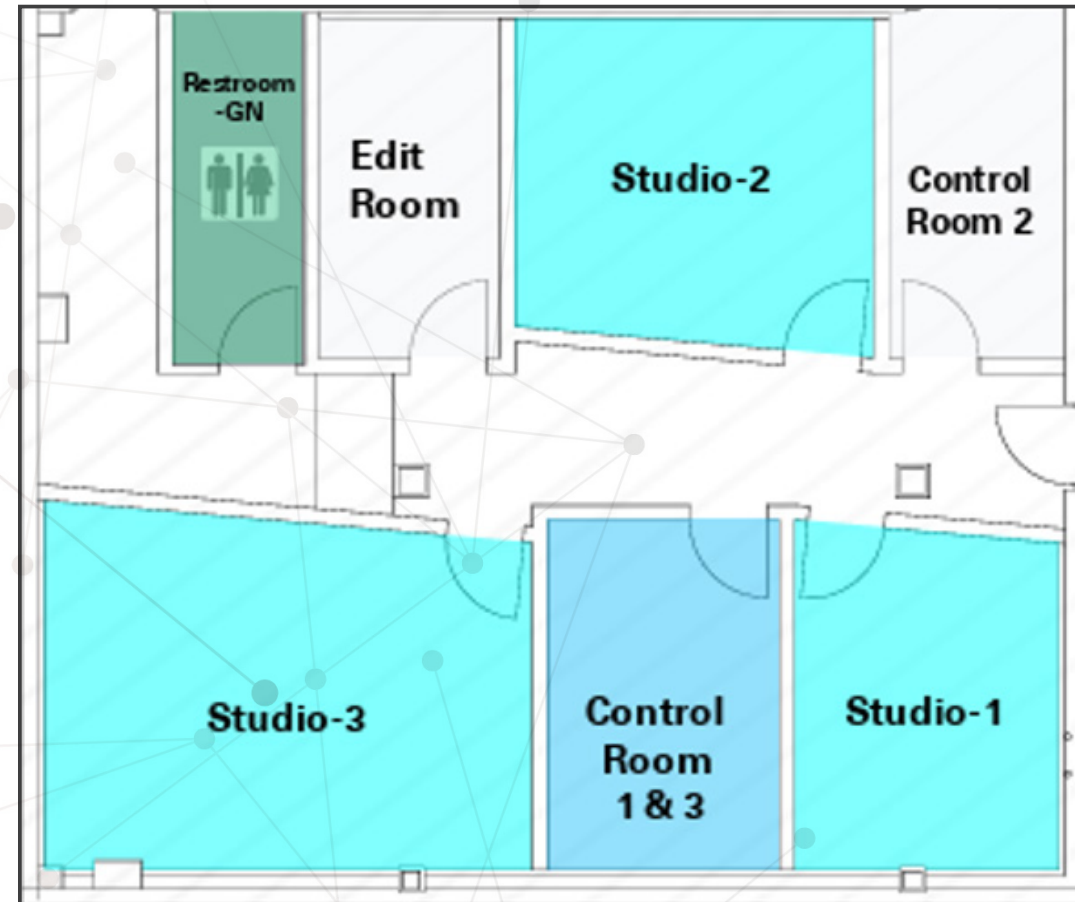 Restroom
-GN
Edit
Room
Studio-2
Control
Room 2
Studio-3
Control
Room
1 & 3
Studio-1